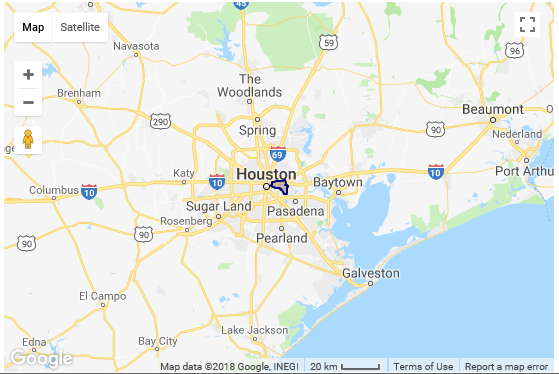 Map
Satellite
45
59
96
Navasota
The
Woodlands
Brenham
290
Spring
Beaumont
90
Nederland
69
Port Arthur
Houston
Katy
10
Baytown
10
Columbus
10
Sugar Land
Pasadena
Rosenberg
90
90
Pearland
Galveston
El Campo
Lake Jackson
Edna
Bay City
Google
Map data ©2018 Google, INEGI
20 km
Terms of Use
Report a map error